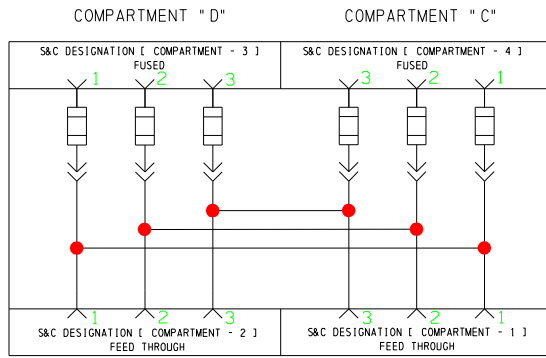 COMPARTMENT "D" COMPARTMENT "C"
S&C DESIGNATION [ COMPARTMENT - 3 ]
FUSED
S&C DESIGNATION [ COMPARTMENT - 4 ]
FUSED
1 2 3 3 2 1
1 2 3 3 2 1
S&C DESIGNATION [ COMPARTMENT - 2 ]
FEED THROUGH
S&C DESIGNATION [ COMPARTMENT - 1 ]
FEED THROUGH